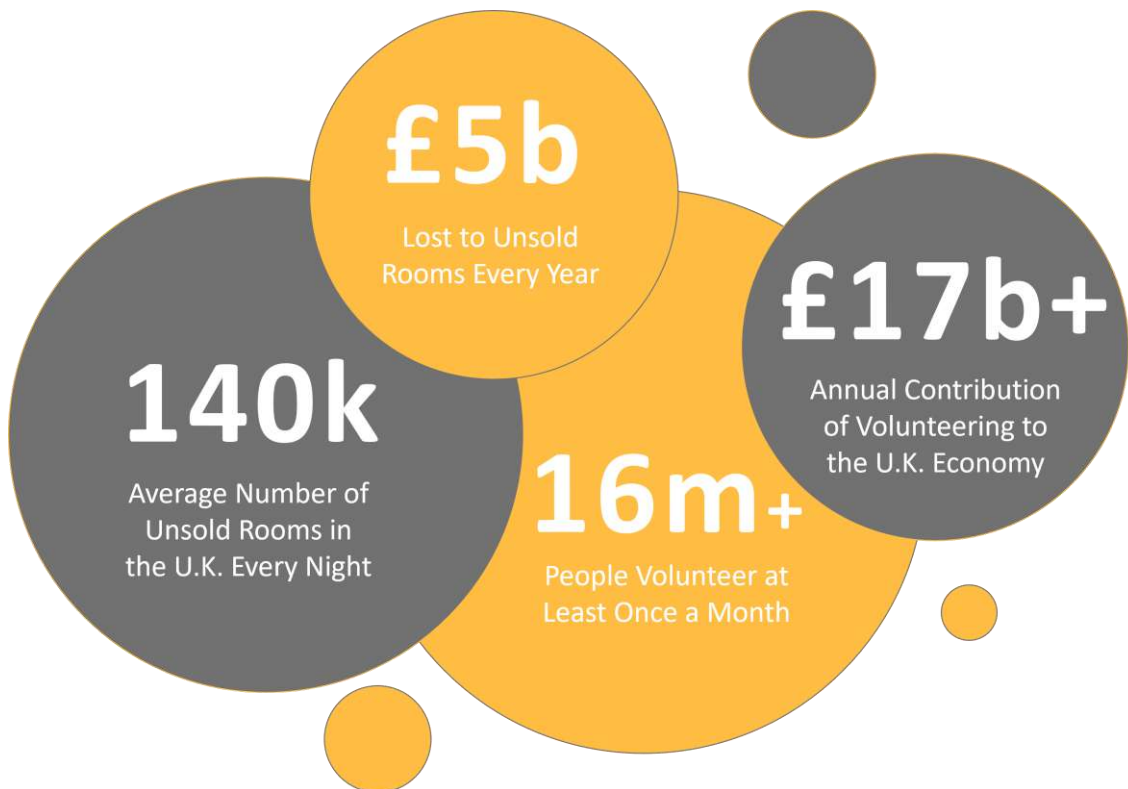 £5b
Lost to Unsold
Rooms Every Year
£17b+
Annual Contribution
of Volunteering to
the U.K. Economy
140k
Average Number of
Unsold Rooms in
the U.K. Every Night
16m+
People Volunteer at
Least Once a Month